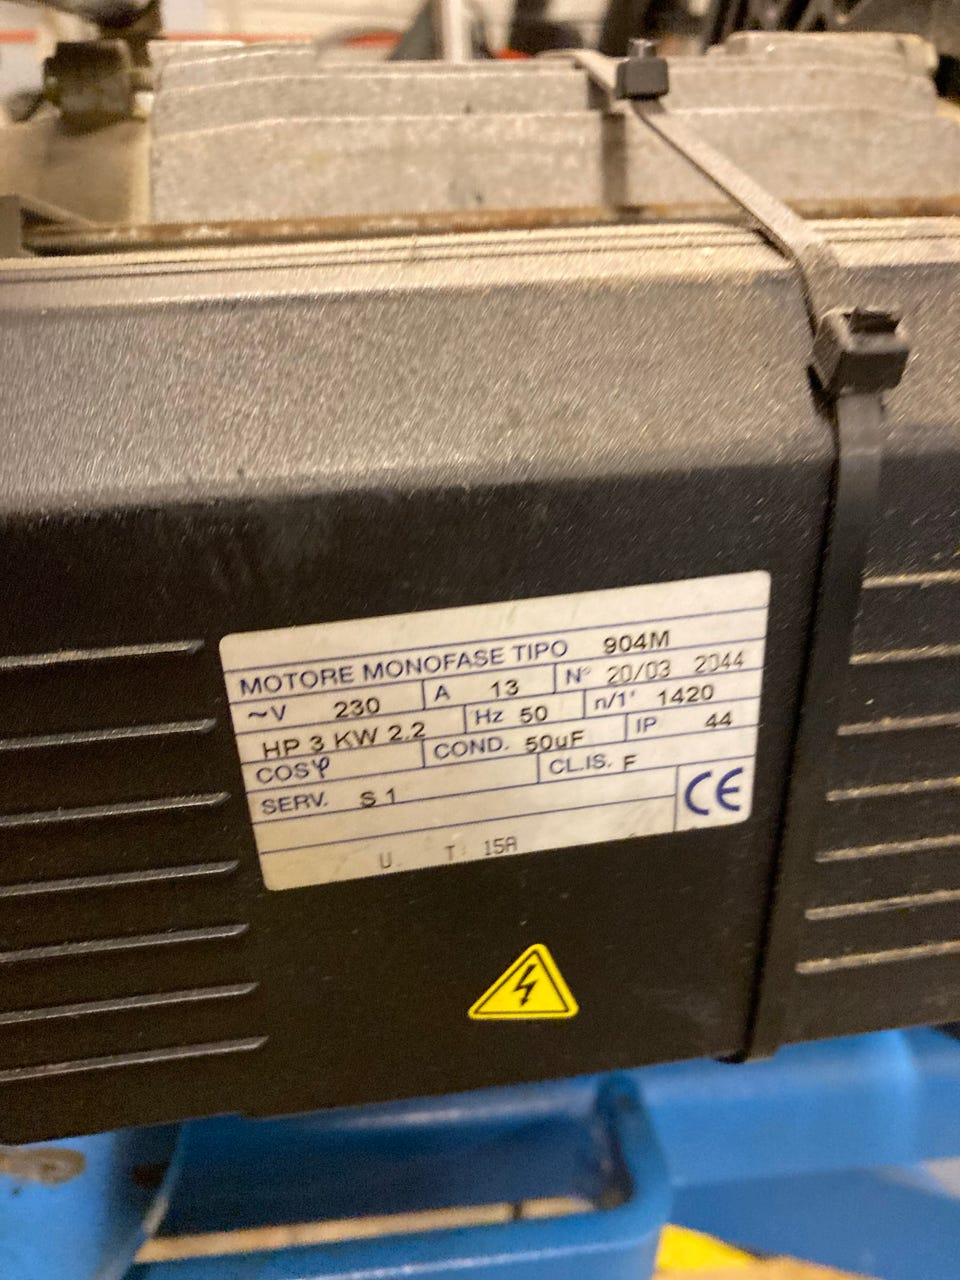 MOTORE MONOFASE TIPO 904M
~V 230 A 13 N° 20/03 2044
HP 3 KW 2.2 Hz 50 n/1' 1420
COSφ COND. 50uF IP 44
SERV. S 1 CL.IS. F
CE
U. T: 15A